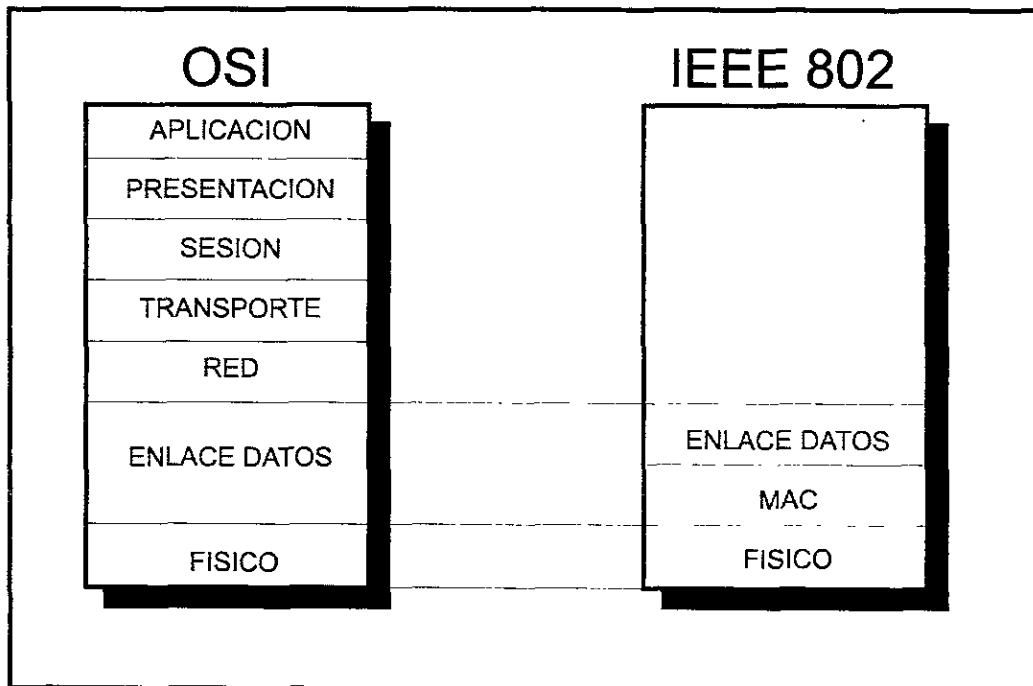 OSI
IEEE 802
APLICACION
PRESENTACION
SESION
TRANSPORTE
RED
ENLACE DATOS
FISICO
ENLACE DATOS
MAC
FISICO